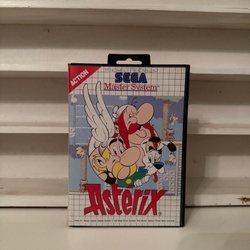 ACTION
SEGA
Master System
Asterix